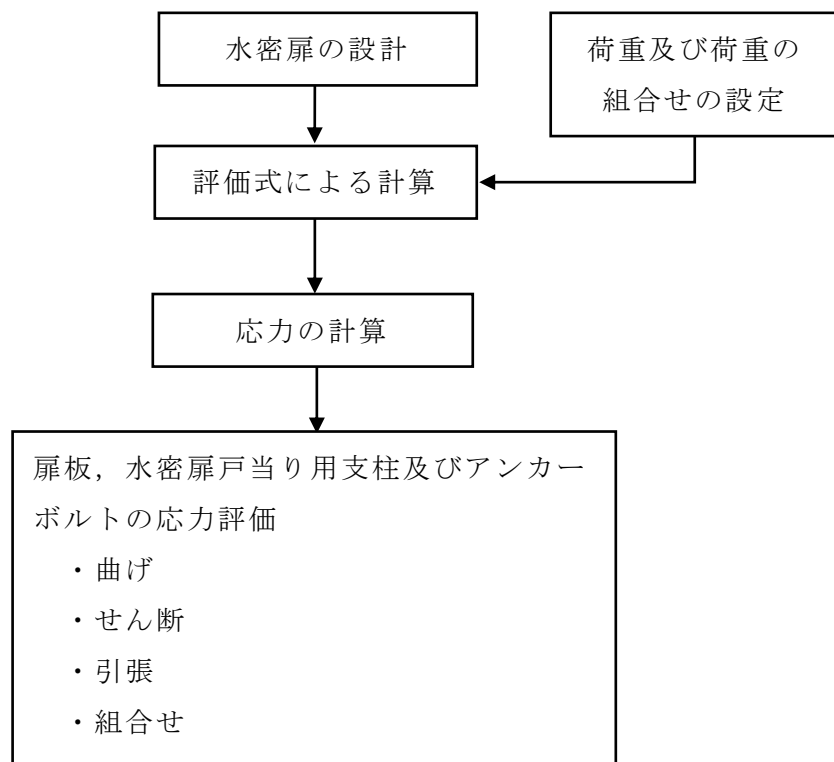 水密扉の設計
荷重及び荷重の
組合せの設定
評価式による計算
応力の計算
扉板，水密扉戸当り用支柱及びアンカー
ボルトの応力評価
・曲げ
・せん断
・引張
・組合せ